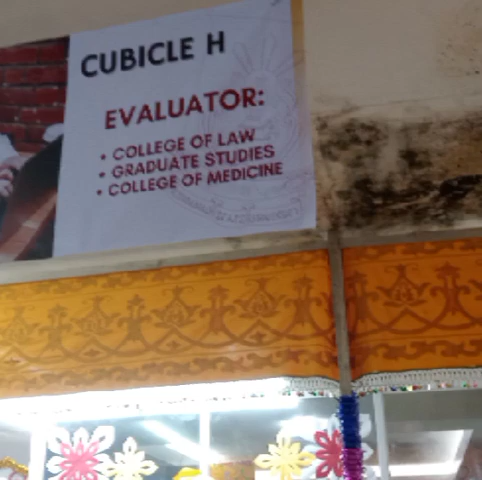 CUBICLE H
EVALUATOR:
• COLLEGE OF LAW
• GRADUATE STUDIES
• COLLEGE OF MEDICINE